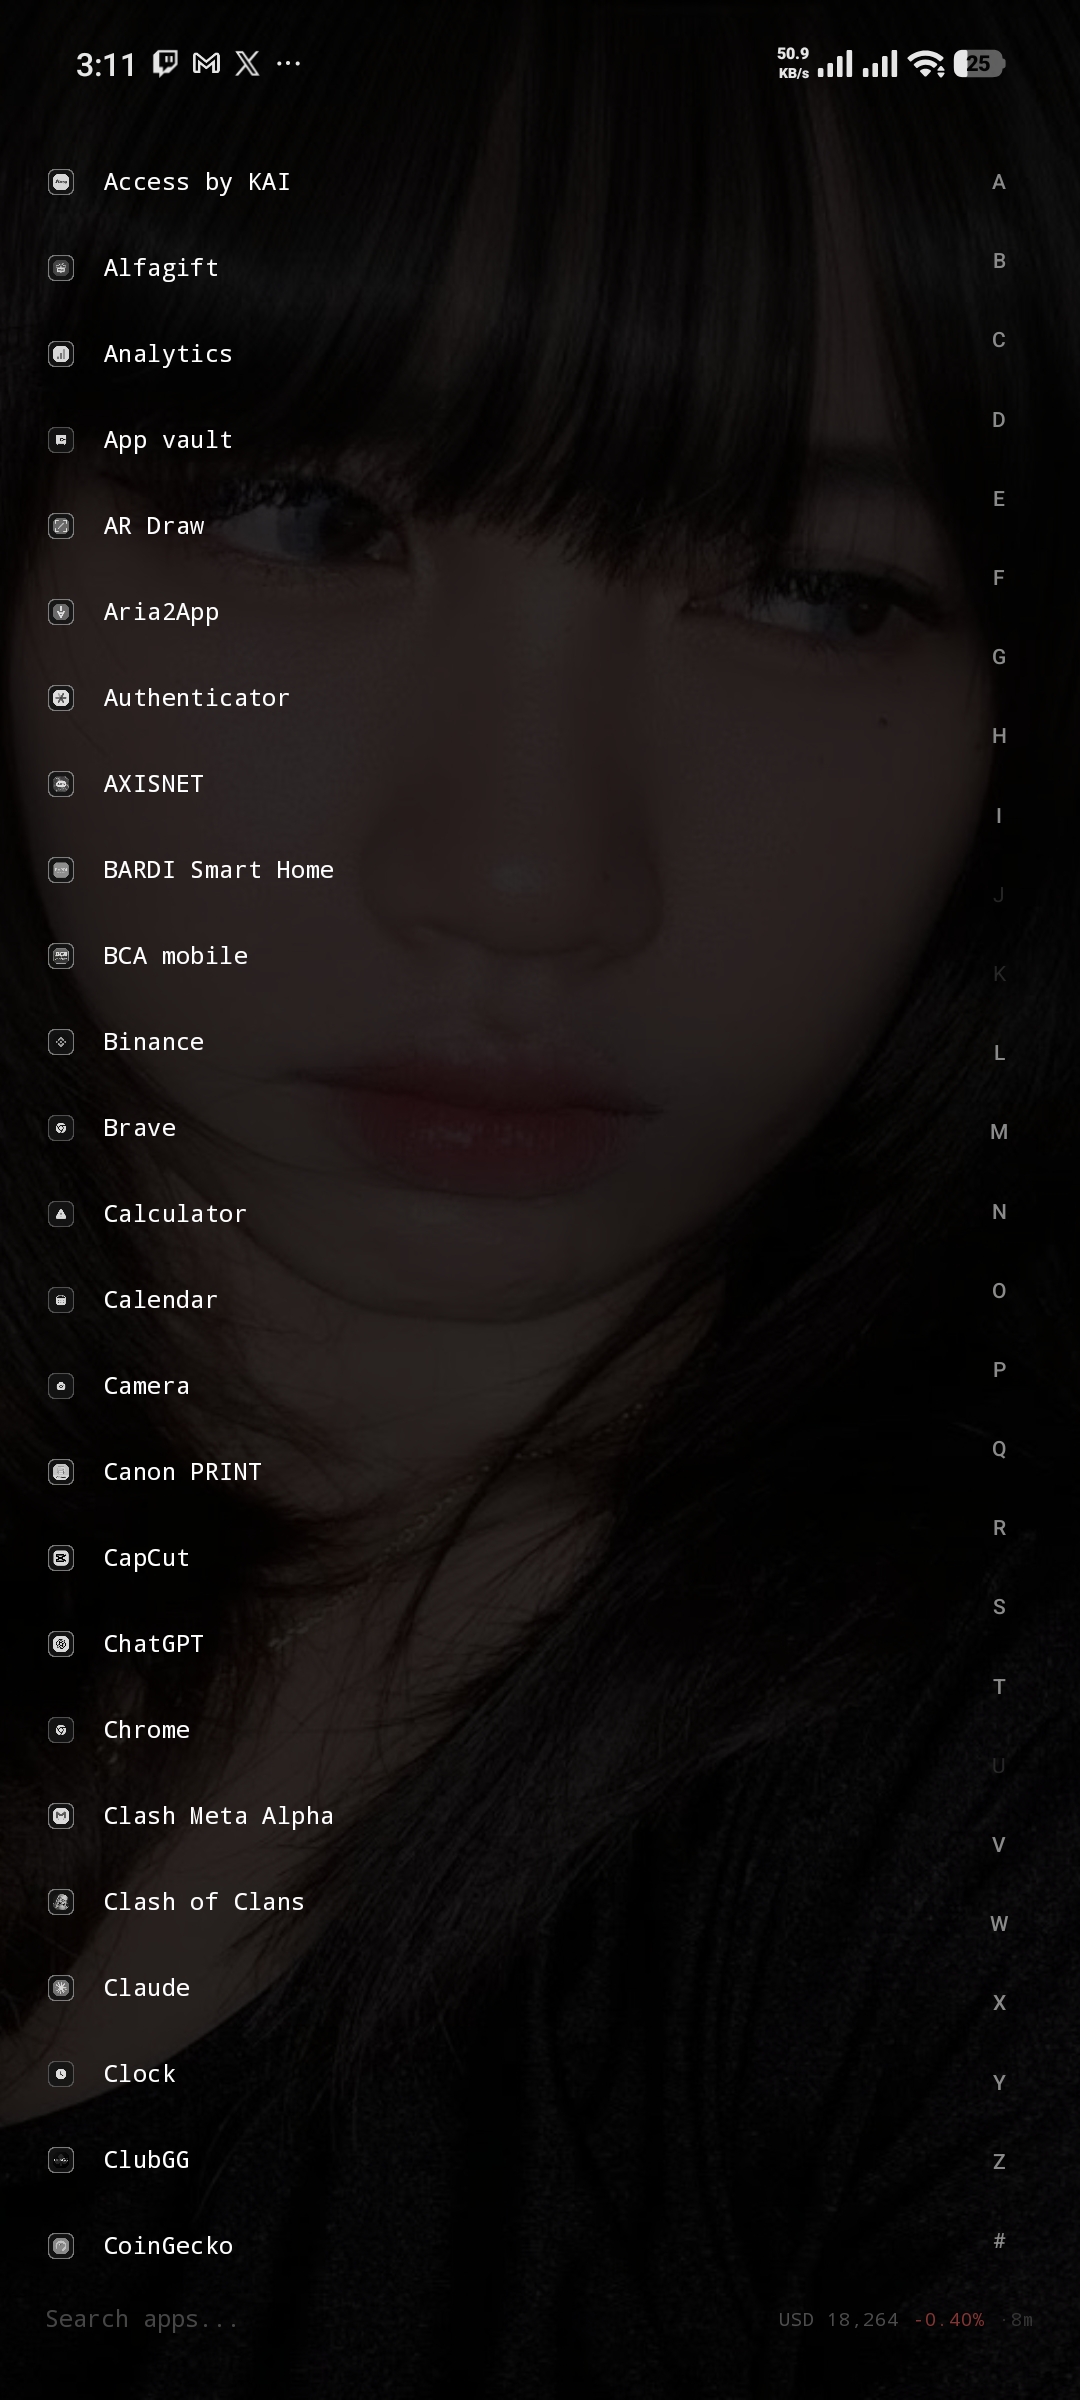 3:11
50.9 KB/s
25
Access by KAI
Alfagift
Analytics
App vault
AR Draw
Aria2App
Authenticator
AXISNET
BARDI Smart Home
BCA mobile
Binance
Brave
Calculator
Calendar
Camera
Canon PRINT
CapCut
ChatGPT
Chrome
Clash Meta Alpha
Clash of Clans
Claude
Clock
ClubGG
CoinGecko
A
B
C
D
E
F
G
H
I
J
K
L
M
N
O
P
Q
R
S
T
U
V
W
X
Y
Z
#
Search apps...
USD 18,264 -0.40% ·8m